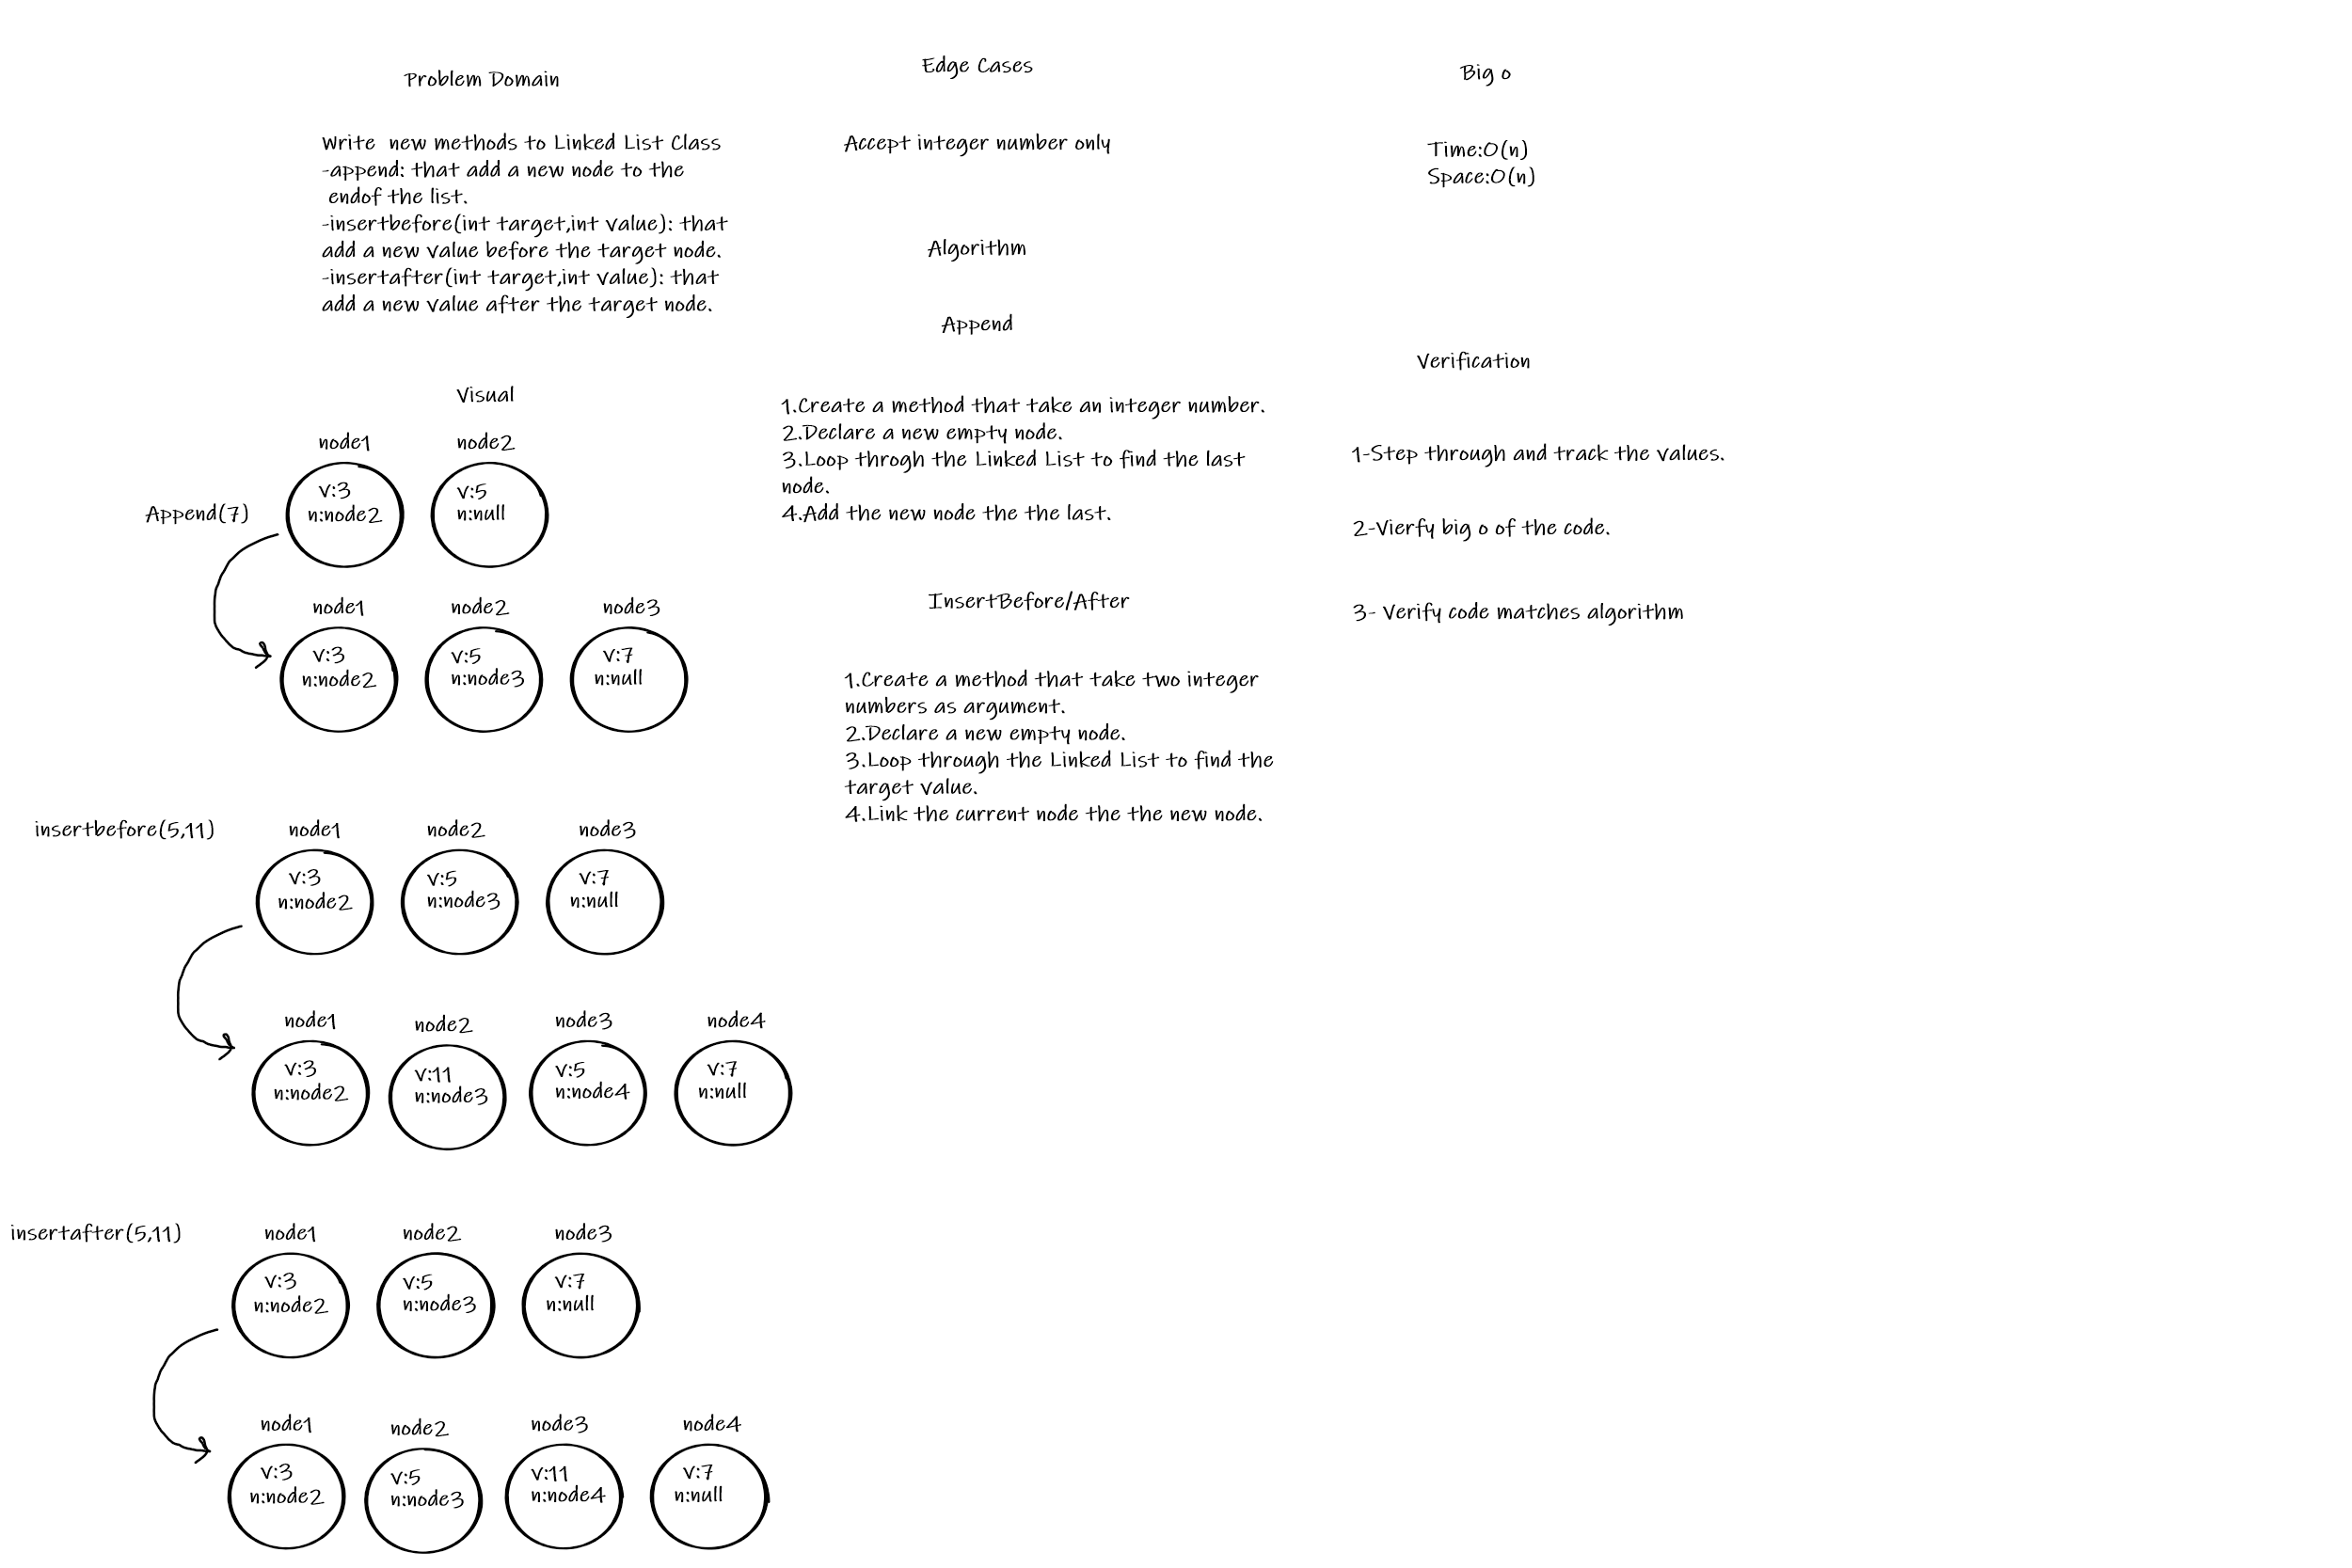 Problem Domain
Write  new methods to Linked List Class
-append: that add a new node to the
endof the list.
-insertbefore(int target,int value): that
add a new value before the target node.
-insertafter(int target,int value): that
add a new value after the target node.
Visual
node1 node2
Append(7)
v:3 v:5
n:node2 n:null
node1 node2 node3
v:3 v:5 v:7
n:node2 n:node3 n:null
insertbefore(5,11)
node1 node2 node3
v:3 v:5 v:7
n:node2 n:node3 n:null
node1 node2 node3 node4
v:3 v:11 v:5 v:7
n:node2 n:node3 n:node4 n:null
insertafter(5,11)
node1 node2 node3
v:3 v:5 v:7
n:node2 n:node3 n:null
node1 node2 node3 node4
v:3 v:5 v:11 v:7
n:node2 n:node3 n:node4 n:null
Edge Cases
Accept integer number only
Algorithm
Append
1.Create a method that take an integer number.
2.Declare a new empty node.
3.Loop throgh the Linked List to find the last
node.
4.Add the new node the the last.
InsertBefore/After
1.Create a method that take two integer
numbers as argument.
2.Declare a new empty node.
3.Loop through the Linked List to find the
target value.
4.Link the current node the the new node.
Big o
Time:O(n)
Space:O(n)
Verification
1-Step through and track the values.
2-Vierfy big o of the code.
3- Verify code matches algorithm